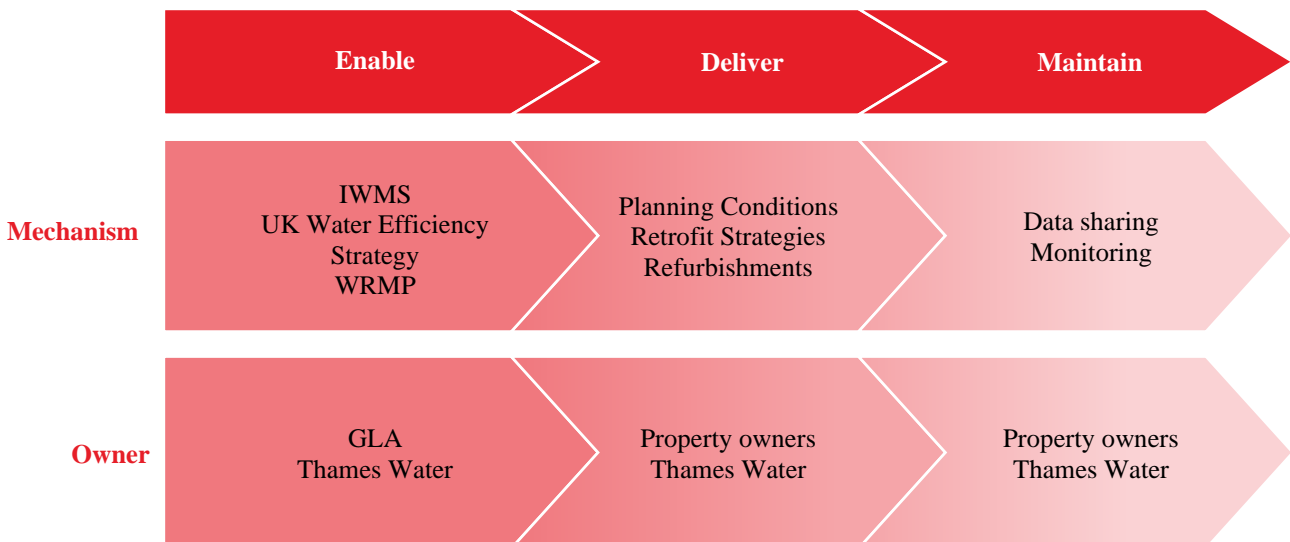 Enable
Deliver
Maintain
Mechanism
IWMS
UK Water Efficiency
Strategy
WRMP
Planning Conditions
Retrofit Strategies
Refurbishments
Data sharing
Monitoring
Owner
GLA
Thames Water
Property owners
Thames Water
Property owners
Thames Water